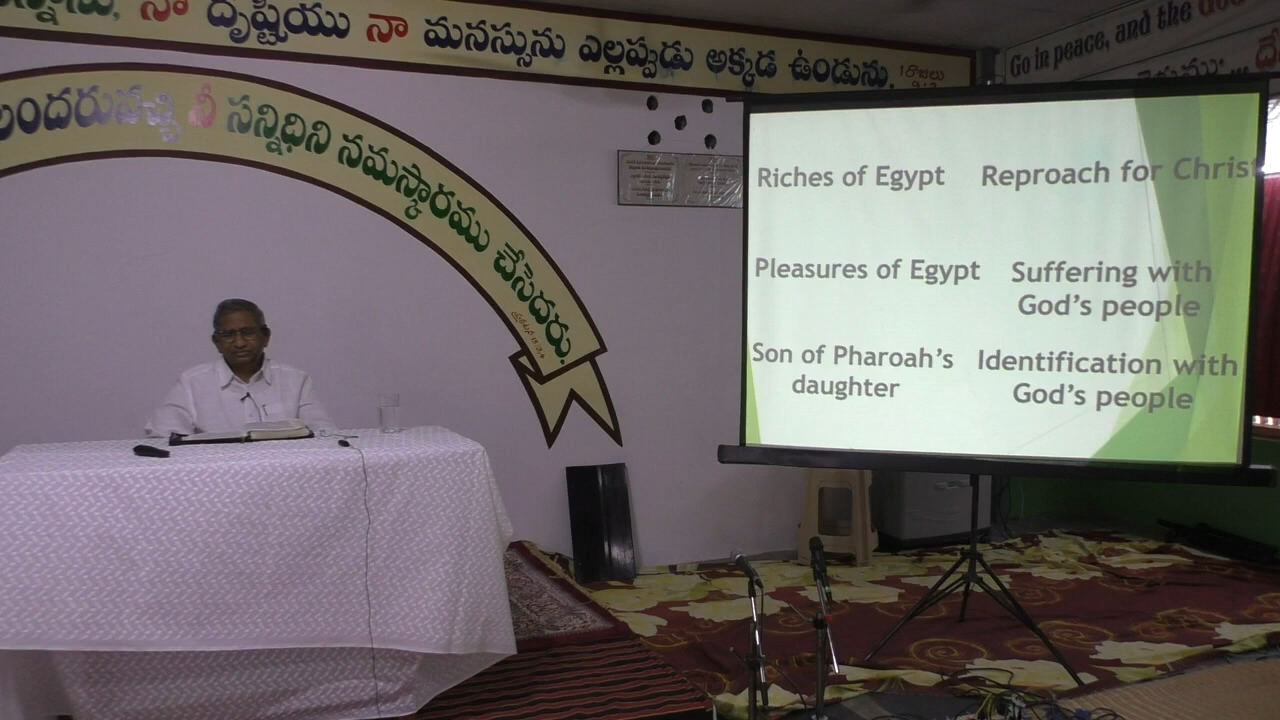 నా దృష్టియు నా మనస్సును ఎల్లప్పుడు అక్కడ ఉండును.
Go in peace, and the
నీ సన్నిధిని నమస్కారము చేసెదరు.
Riches of Egypt Reproach for Christ
Pleasures of Egypt Suffering with
God's people
Son of Pharoah's Identification with
daughter God's people